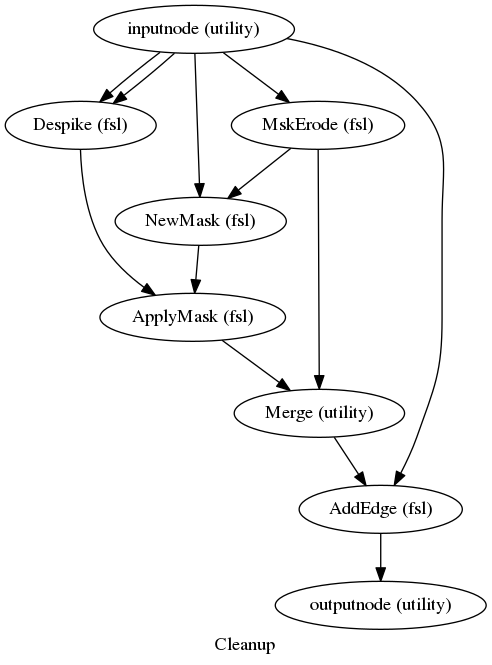 inputnode (utility)
Despike (fsl)
MskErode (fsl)
NewMask (fsl)
ApplyMask (fsl)
Merge (utility)
AddEdge (fsl)
outputnode (utility)
Cleanup